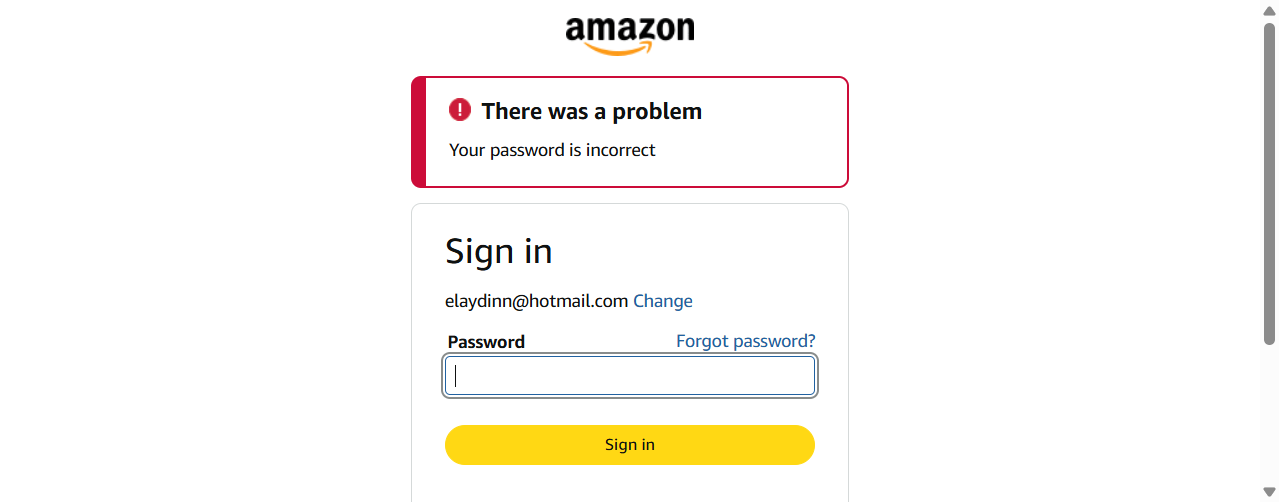 amazon
There was a problem
Your password is incorrect
Sign in
elaydinn@hotmail.com Change
Password Forgot password?
Sign in